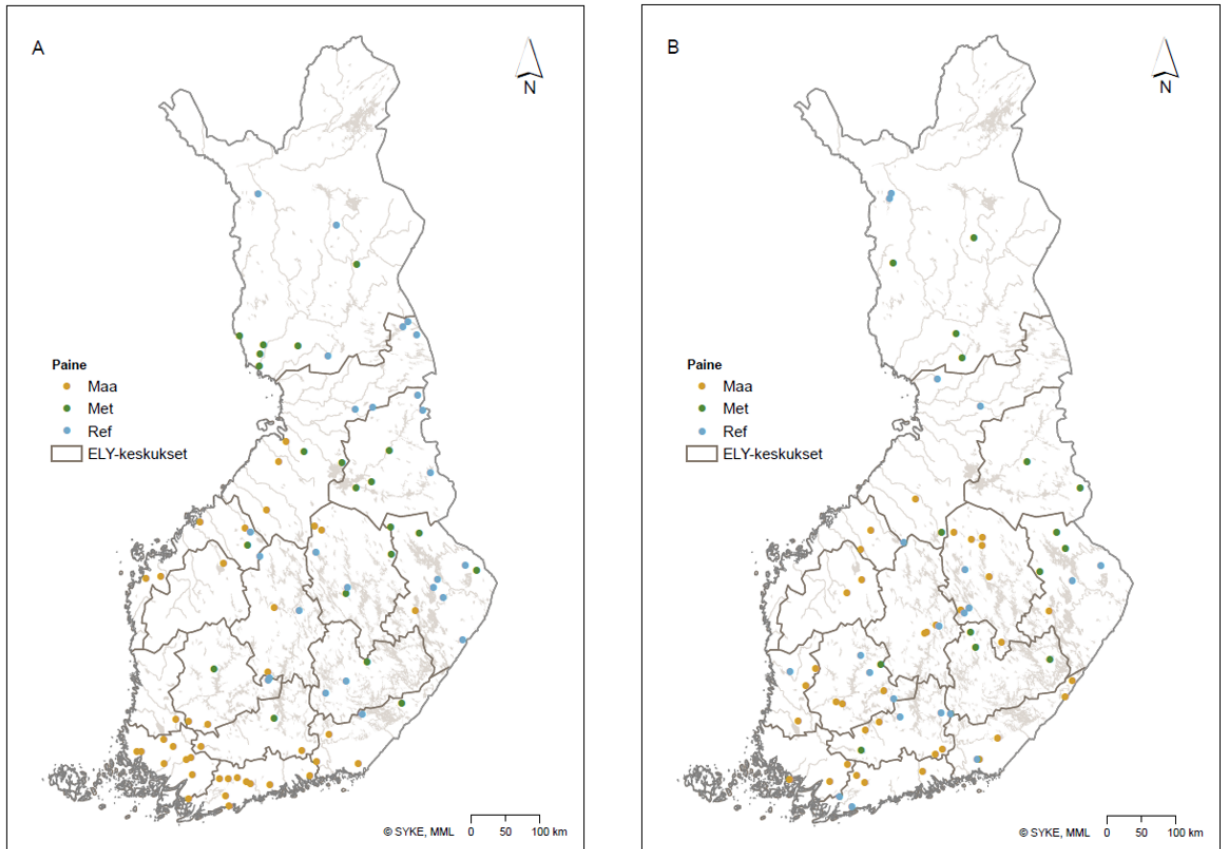 A
N
Paine
Maa
Met
Ref
ELY-keskukset
© SYKE, MML
0 50 100 km
B
N
Paine
Maa
Met
Ref
ELY-keskukset
© SYKE, MML
0 50 100 km